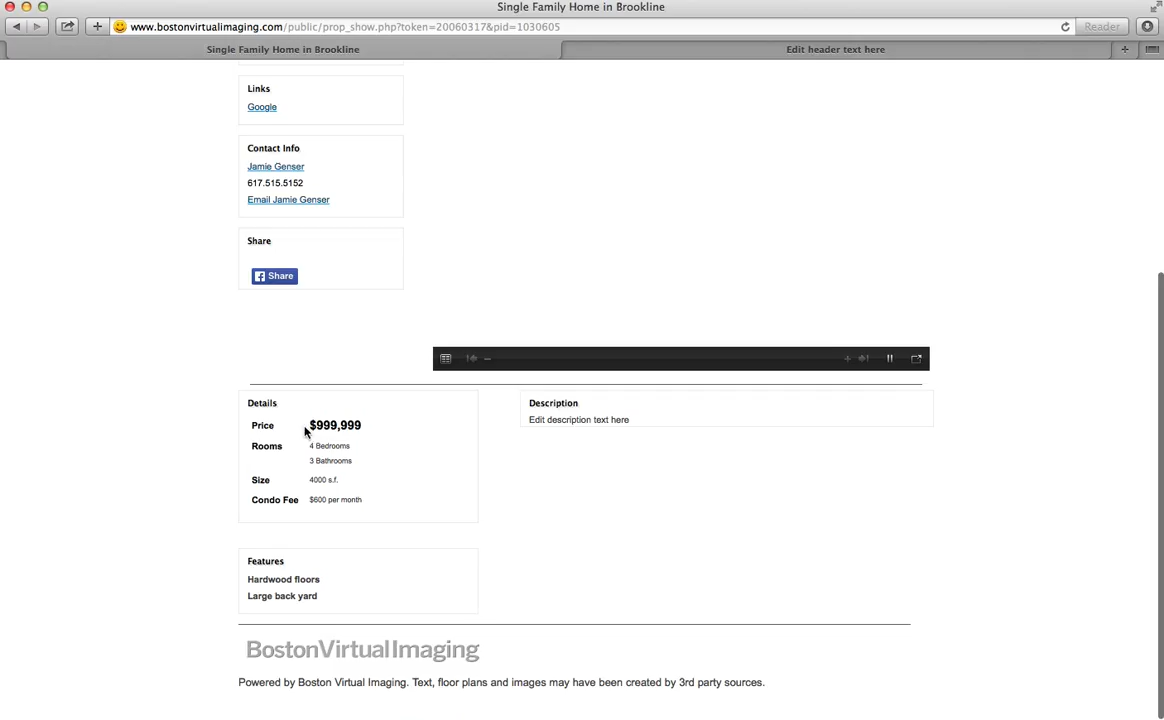 Single Family Home in Brookline
www.bostonvirtualimaging.com/public/prop_show.php?token=20060317&pid=1030605
Reader
Single Family Home in Brookline
Edit header text here
Links
Google
Contact Info
Jamie Genser
617.515.5152
Email Jamie Genser
Share
Share
Details
Price $999,999
Rooms 4 Bedrooms
3 Bathrooms
Size 4000 s.f.
Condo Fee $600 per month
Description
Edit description text here
Features
Hardwood floors
Large back yard
BostonVirtualImaging
Powered by Boston Virtual Imaging. Text, floor plans and images may have been created by 3rd party sources.